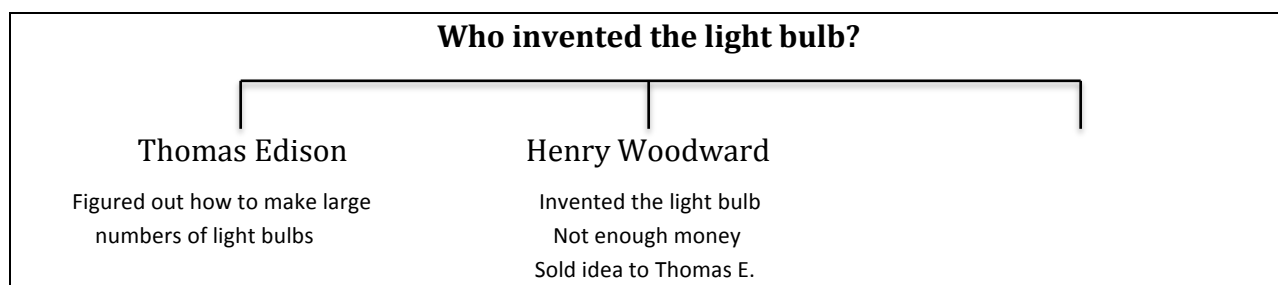 Who invented the light bulb?
Thomas Edison
Figured out how to make large
numbers of light bulbs
Henry Woodward
Invented the light bulb
Not enough money
Sold idea to Thomas E.